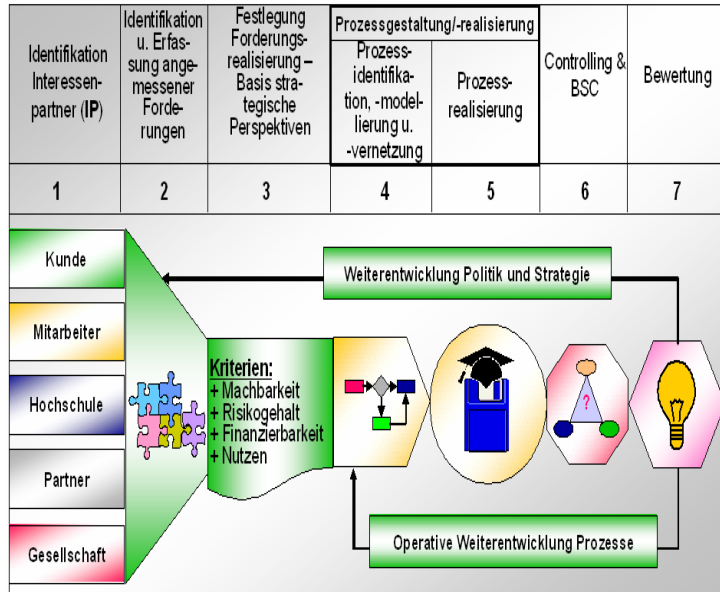 Identifikation
Interessen-
partner (IP)
Identifikation
u. Erfas-
sung ange-
messener
Forde-
rungen
Festlegung
Forderungs-
realisierung –
Basis stra-
tegische
Perspektiven
Prozessgestaltung/-realisierung
Prozess-
identifika-
tion, -model-
lierung u.
-vernetzung
Prozess-
realisierung
Controlling &
BSC
Bewertung
1
2
3
4
5
6
7
Kunde
Mitarbeiter
Hochschule
Partner
Gesellschaft
Weiterentwicklung Politik und Strategie
Kriterien:
+ Machbarkeit
+ Risikogehalt
+ Finanzierbarkeit
+ Nutzen
?
Operative Weiterentwicklung Prozesse